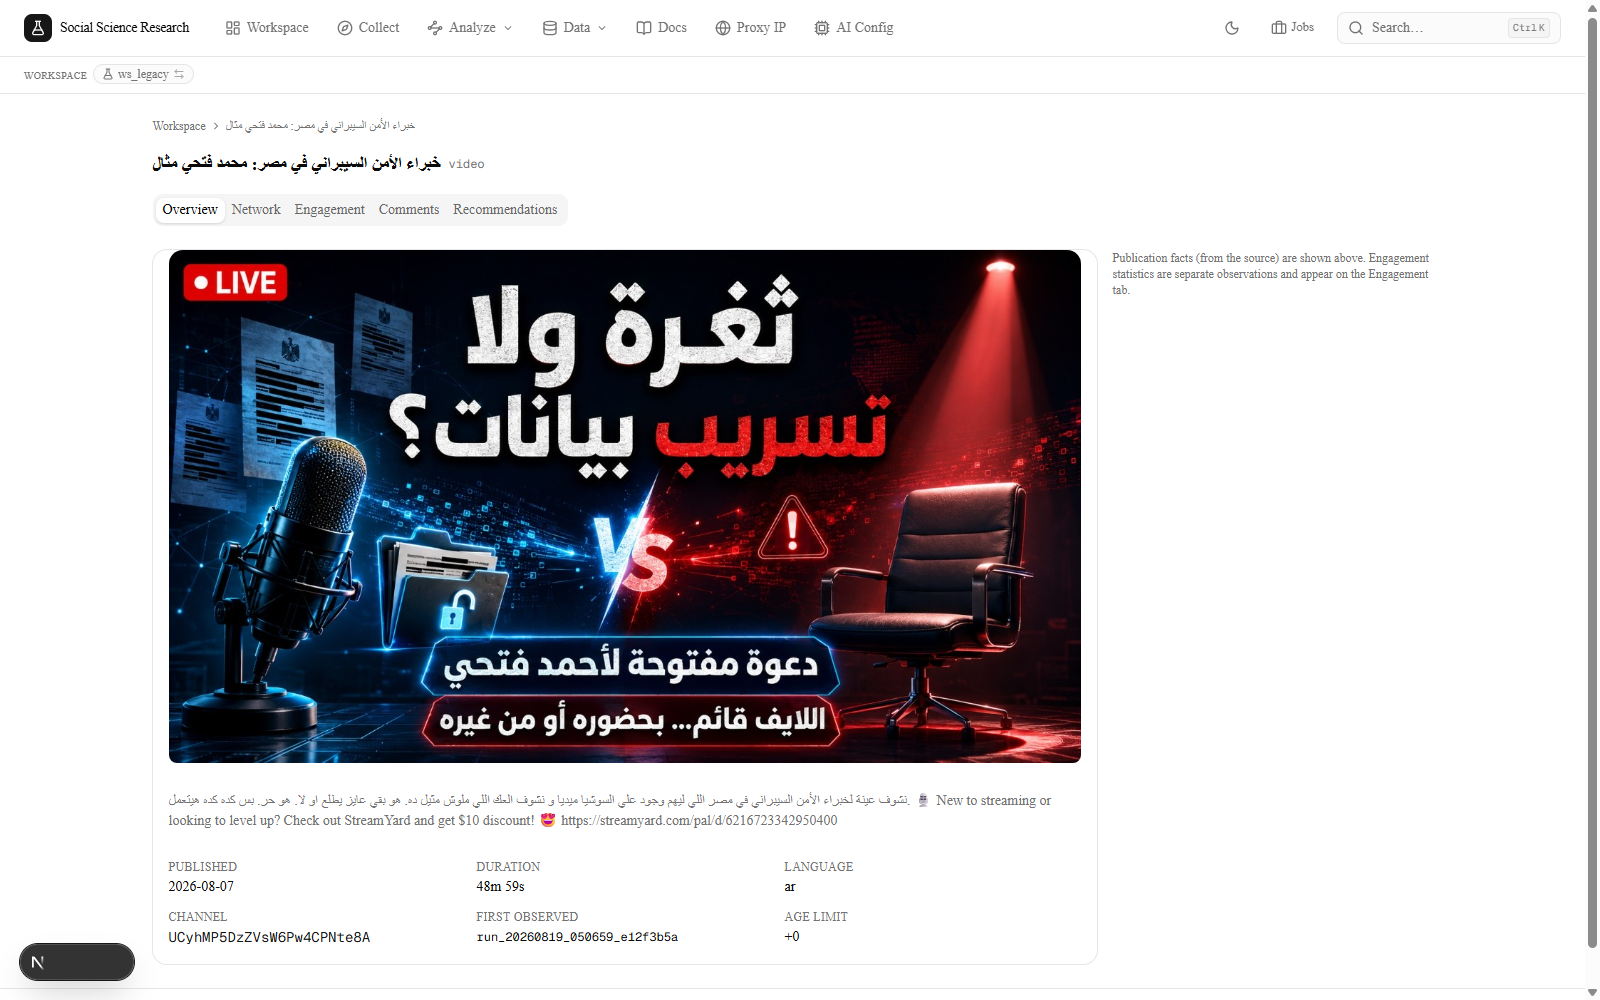 Social Science Research
Workspace
Collect
Analyze
Data
Docs
Proxy IP
AI Config
Jobs
Search…
Ctrl K
WORKSPACE
ws_legacy
Workspace > خبراء الأمن السيبراني في مصر: محمد فتحي مثال
خبراء الأمن السيبراني في مصر: محمد فتحي مثال video
Overview
Network
Engagement
Comments
Recommendations
LIVE
ثغرة ولا
تسريب بيانات؟
VS
دعوة مفتوحة لأحمد فتحي
اللايف قائم... بحضوره أو من غيره
Publication facts (from the source) are shown above. Engagement
statistics are separate observations and appear on the Engagement
tab.
نشوف عينة لخبراء الأمن السيبراني في مصر اللي ليهم وجود علي السوشيا ميديا و نشوف العك اللي ملوش مثيل ده. هو بقي عايز يطلع او لا. هو حر. بس كده كده هيتعمل. New to streaming or
looking to level up? Check out StreamYard and get $10 discount! 😍 https://streamyard.com/pal/d/6216723342950400
PUBLISHED
2026-08-07
DURATION
48m 59s
LANGUAGE
ar
CHANNEL
UCyhMP5DzZVsW6Pw4CPNte8A
FIRST OBSERVED
run_20260819_050659_e12f3b5a
AGE LIMIT
+0
N